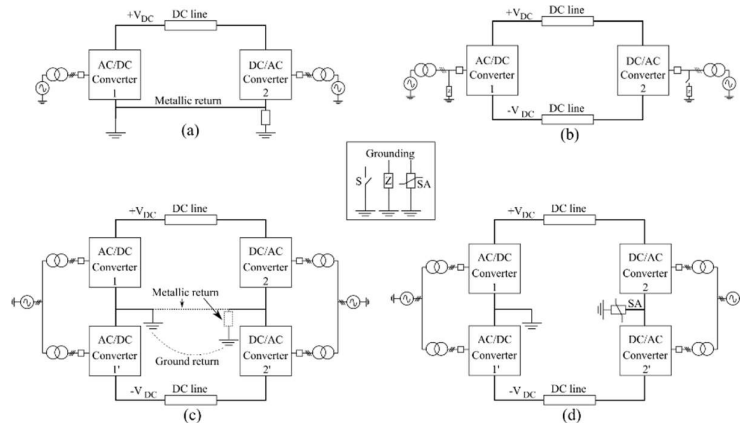 +V DC
DC line
AC/DC
Converter
1
DC/AC
Converter
2
Metallic return
(a)
+V DC
DC line
AC/DC
Converter
1
DC/AC
Converter
2
-V DC
DC line
(b)
Grounding
S
Z
SA
+V DC
DC line
AC/DC
Converter
1
DC/AC
Converter
2
Metallic return
AC/DC
Converter
1'
DC/AC
Converter
2'
Ground return
-V DC
DC line
(c)
+V DC
DC line
AC/DC
Converter
1
DC/AC
Converter
2
SA
AC/DC
Converter
1'
DC/AC
Converter
2'
-V DC
DC line
(d)